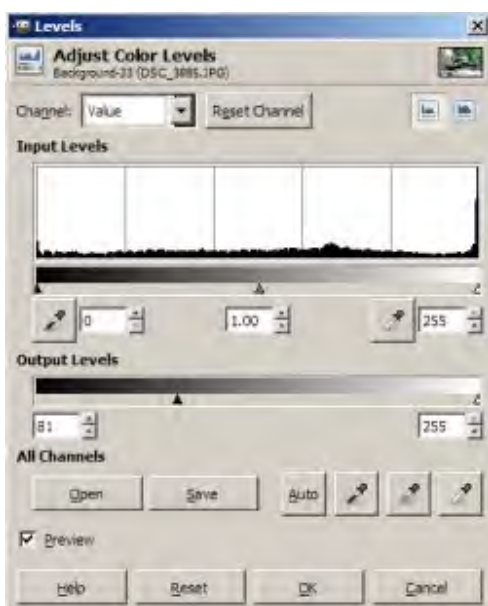 Levels
Adjust Color Levels
Background-33 (DSC_3885.JPG)
Channel: Value Reset Channel
Input Levels
0 1.00 255
Output Levels
81 255
All Channels
Open Save Auto
Preview
Help Reset OK Cancel